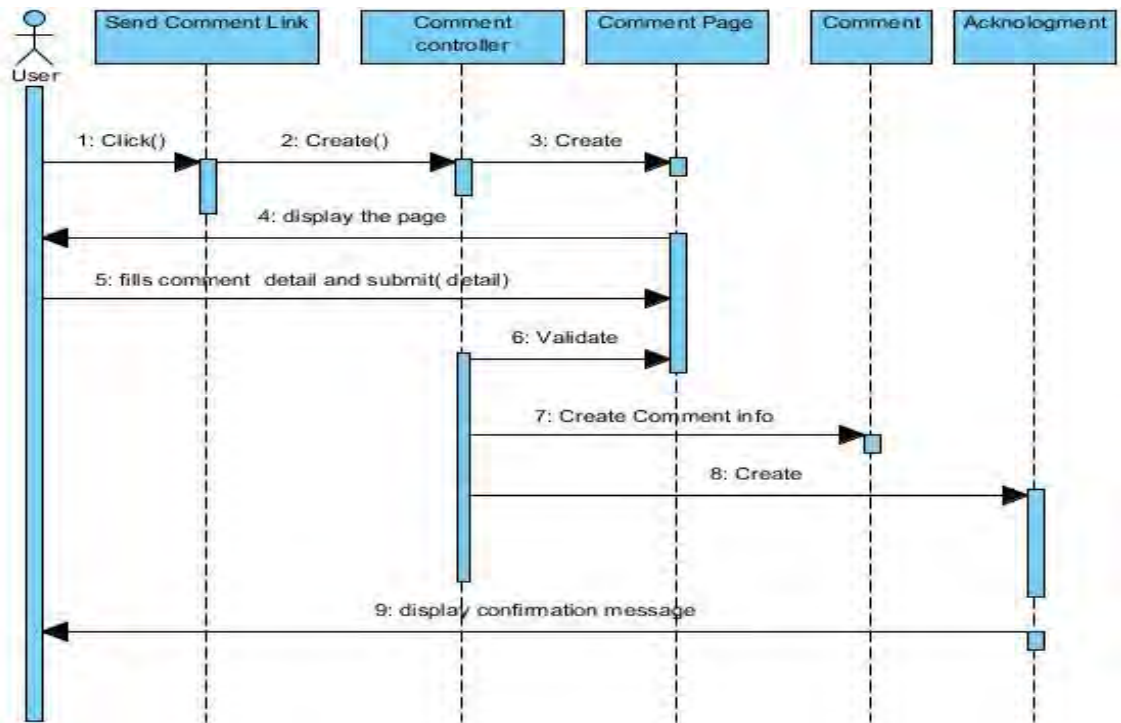 Send Comment Link
Comment
controller
Comment Page
Comment
Acknologment
User
1: Click()
2: Create()
3: Create
4: display the page
5: fills comment detail and submit( detail)
6: Validate
7: Create Comment info
8: Create
9: display confirmation message